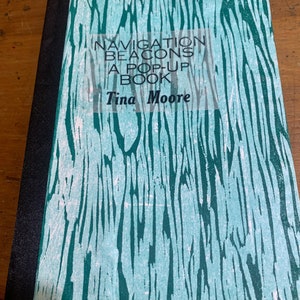 NAVIGATION
BEACONS
A POP-UP
BOOK
Tina Moore